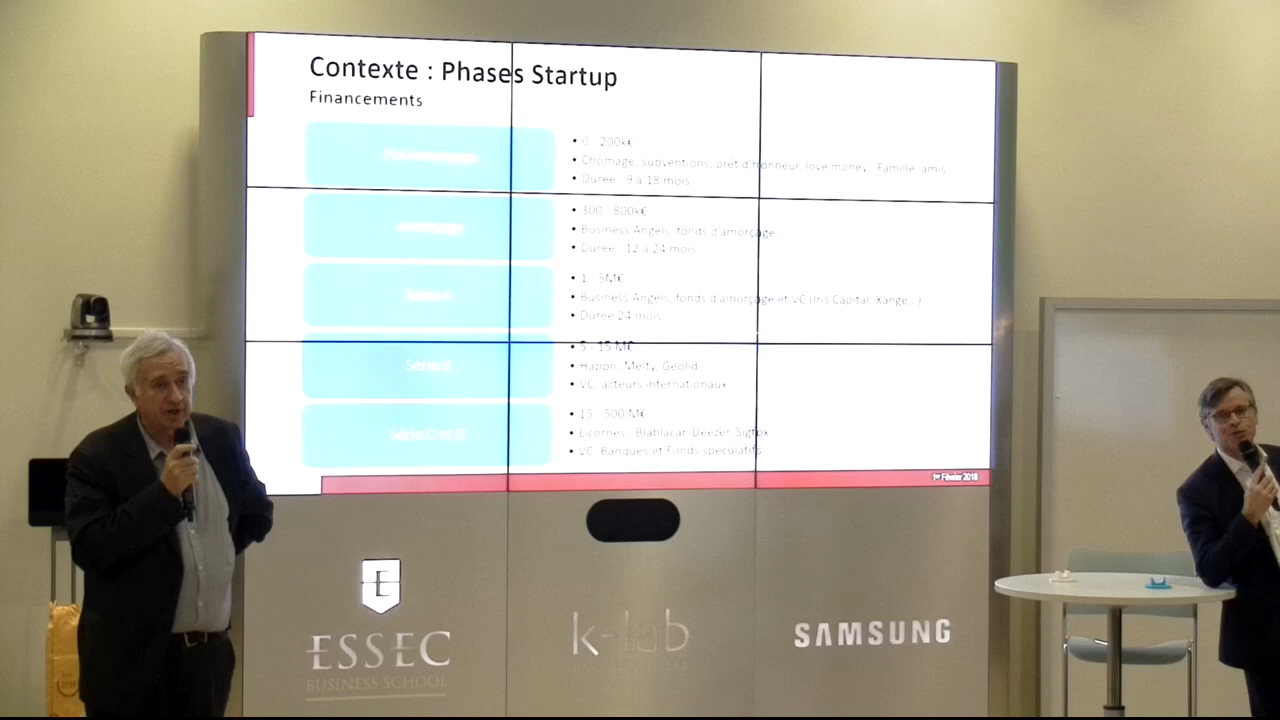 Contexte : Phases Startup
Financements
• 0 - 200k€
• Chômage, subventions, prêt d'honneur, love money : Famille, amis
• Durée : 9 à 18 mois
• 300 - 800k€
• Business Angels, fonds d'amorçage
• Durée : 12 à 24 mois
Série A
• 1 - 5M€
• Business Angels, fonds d'amorçage et VC (Iris Capital, Xange,..)
• Durée 24 mois
Série B
• 5 - 15 M€
• Happn, Melty, Geolid
• VC, acteurs internationaux
Série C et D
• 15 - 500 M€
• Licornes : Blablacar, Deezer, Sigfox
• VC, Banques et Fonds spéculatifs
1er Février 2018
E
ESSEC
BUSINESS SCHOOL
k-lab
SAMSUNG